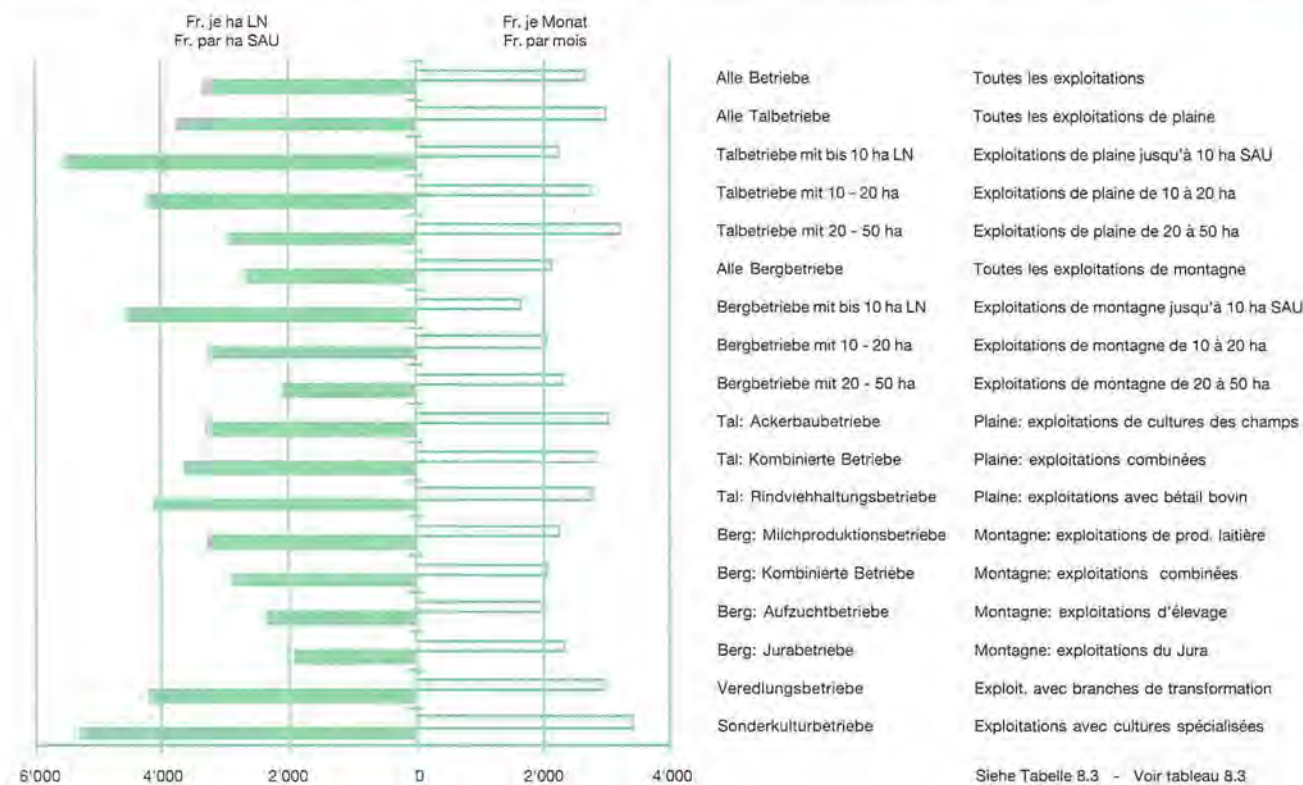 Fr. je ha LN Fr. je Monat
Fr. par ha SAU Fr. par mois
Alle Betriebe Toutes les exploitations
Alle Talbetriebe Toutes les exploitations de plaine
Talbetriebe mit bis 10 ha LN Exploitations de plaine jusqu'à 10 ha SAU
Talbetriebe mit 10 - 20 ha Exploitations de plaine de 10 à 20 ha
Talbetriebe mit 20 - 50 ha Exploitations de plaine de 20 à 50 ha
Alle Bergbetriebe Toutes les exploitations de montagne
Bergbetriebe mit bis 10 ha LN Exploitations de montagne jusqu'à 10 ha SAU
Bergbetriebe mit 10 - 20 ha Exploitations de montagne de 10 à 20 ha
Bergbetriebe mit 20 - 50 ha Exploitations de montagne de 20 à 50 ha
Tal: Ackerbaubetriebe Plaine: exploitations de cultures des champs
Tal: Kombinierte Betriebe Plaine: exploitations combinées
Tal: Rindviehhaltungsbetriebe Plaine: exploitations avec bétail bovin
Berg: Milchproduktionsbetriebe Montagne: exploitations de prod. laitière
Berg: Kombinierte Betriebe Montagne: exploitations combinées
Berg: Aufzuchtbetriebe Montagne: exploitations d'élevage
Berg: Jurabetriebe Montagne: exploitations du Jura
Veredlungsbetriebe Exploit. avec branches de transformation
Sonderkulturbetriebe Exploitations avec cultures spécialisées
6'000 4'000 2'000 0 2'000 4'000 Siehe Tabelle 8.3 - Voir tableau 8.3